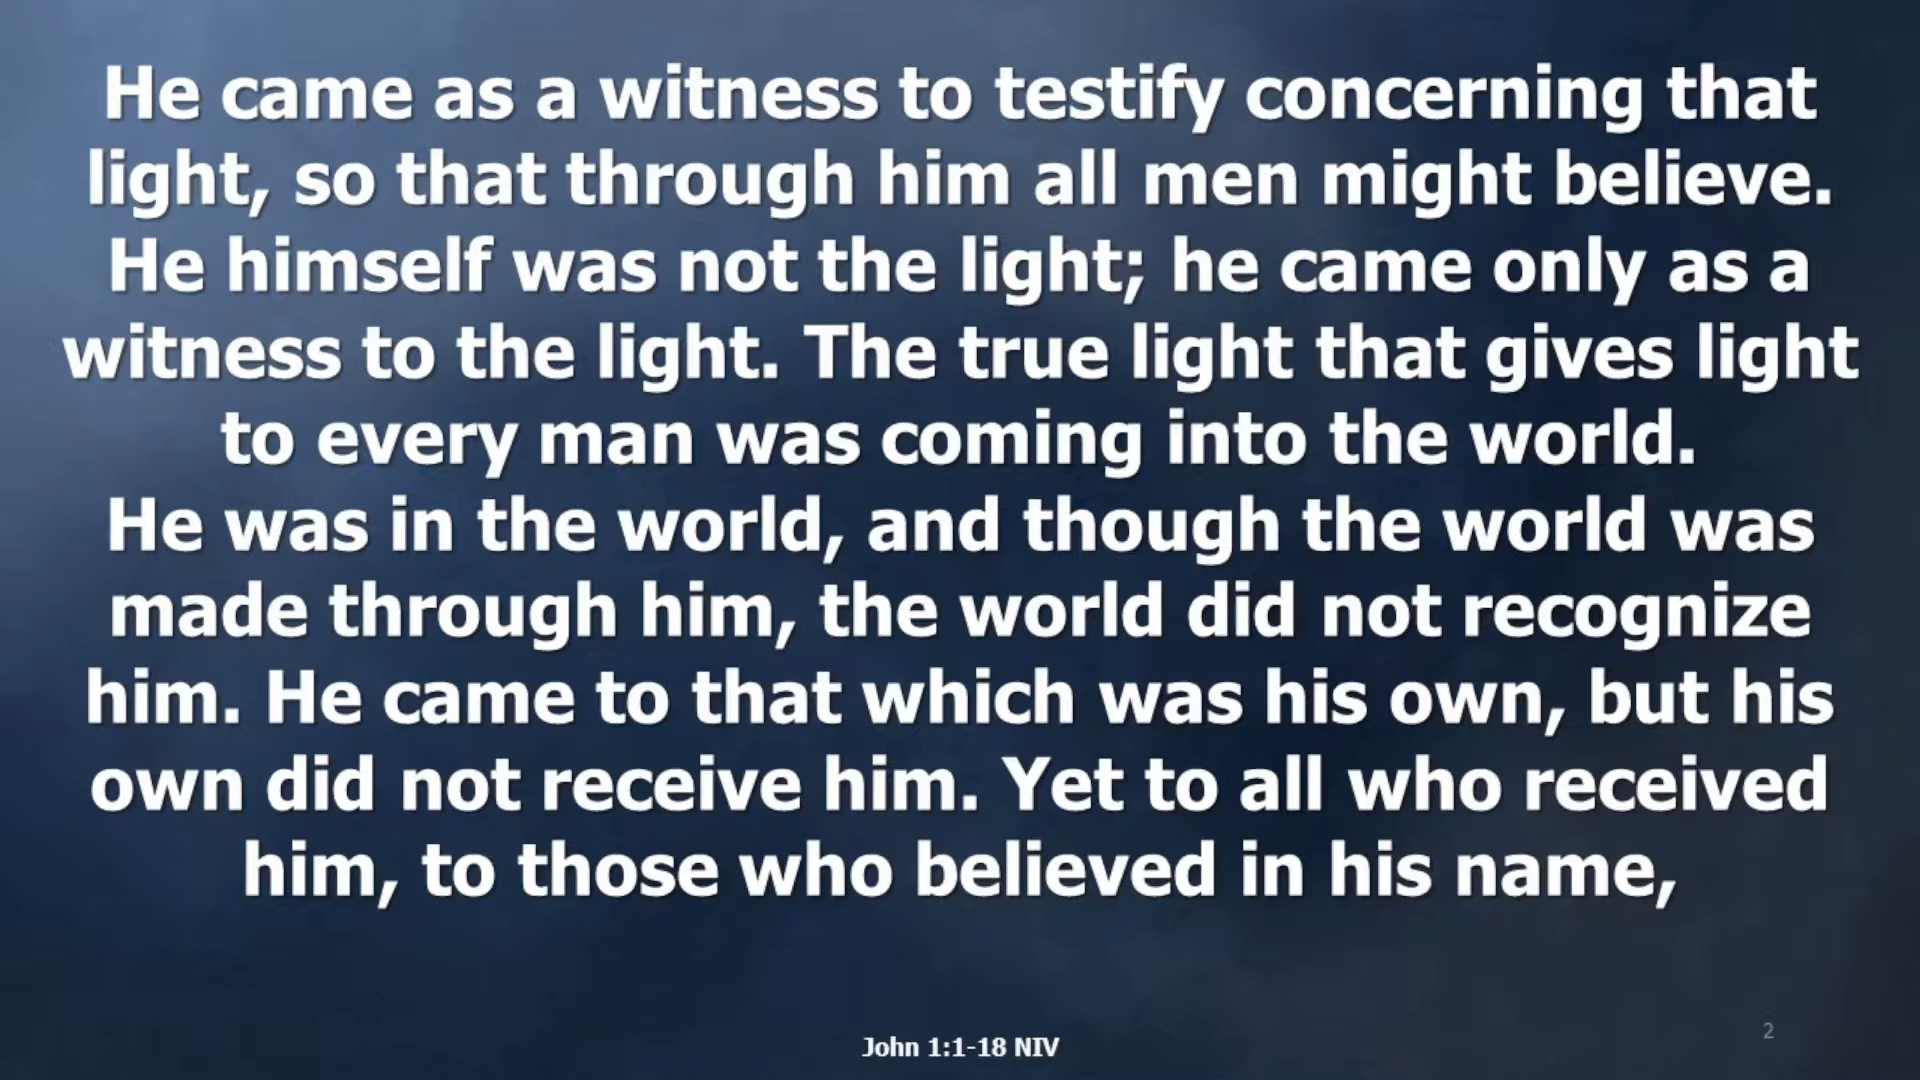 He came as a witness to testify concerning that
light, so that through him all men might believe.
He himself was not the light; he came only as a
witness to the light. The true light that gives light
to every man was coming into the world.
He was in the world, and though the world was
made through him, the world did not recognize
him. He came to that which was his own, but his
own did not receive him. Yet to all who received
him, to those who believed in his name,
2
John 1:1-18 NIV